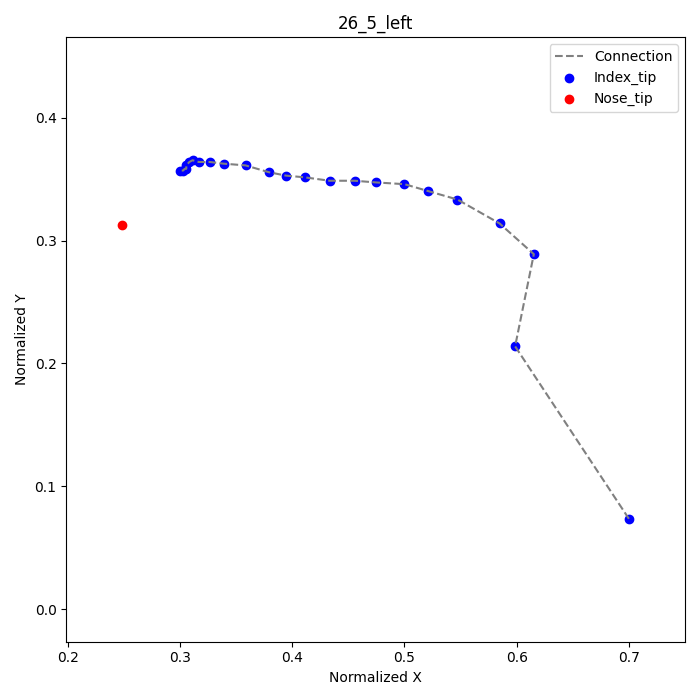 26_5_left
Connection
Index_tip
Nose_tip
0.4
0.3
0.2
0.1
0.0
Normalized Y
0.2 0.3 0.4 0.5 0.6 0.7
Normalized X